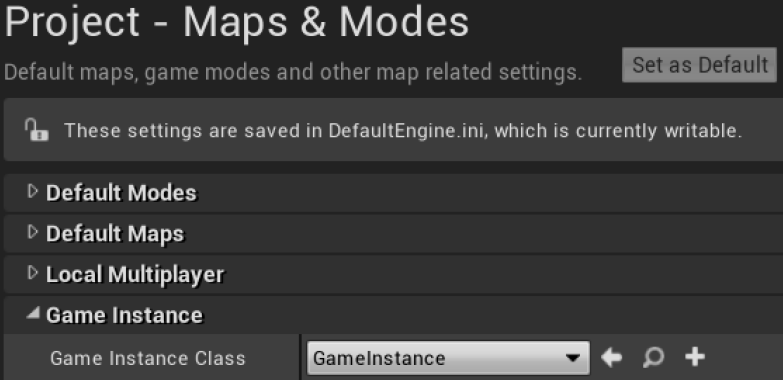 Project - Maps & Modes
Default maps, game modes and other map related settings.
Set as Default
These settings are saved in DefaultEngine.ini, which is currently writable.
Default Modes
Default Maps
Local Multiplayer
Game Instance
Game Instance Class
GameInstance